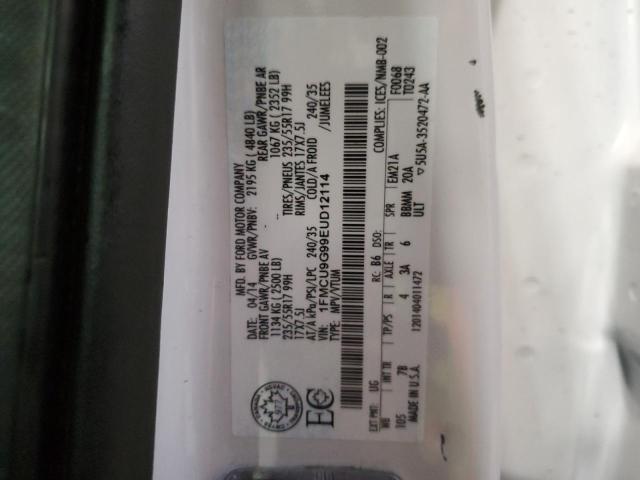 MFD. BY FORD MOTOR COMPANY
DATE: 04/14 GVWR/PNBV: 2195 KG ( 4840 LB)
FRONT GAWR/PNBE AV REAR GAWR/PNBE AR
1134 KG ( 2500 LB) 1067 KG ( 2352 LB)
235/55R17 99H TIRES/PNEUS 235/55R17 99H
17X7.5J RIMS/JANTES 17X7.5J
AT/A kPa/PSI/LPC 240/35 COLD/A FROID 240/35
VIN: 1FMCU9G99EUD12114 /JUMELEES
TYPE: MPV/VTUM
COMPLIES: ICES/NMB-002
EXT PNT: UG RC: B6 DSO: F0068
WB INT TR TP/PS R AXLE TR SPR EM21A T0243
105 7B 4 3A 6 BBMM 20A
MADE IN U.S.A. 1201404011472 ULT ▽5U5A-3520472-AA
EC